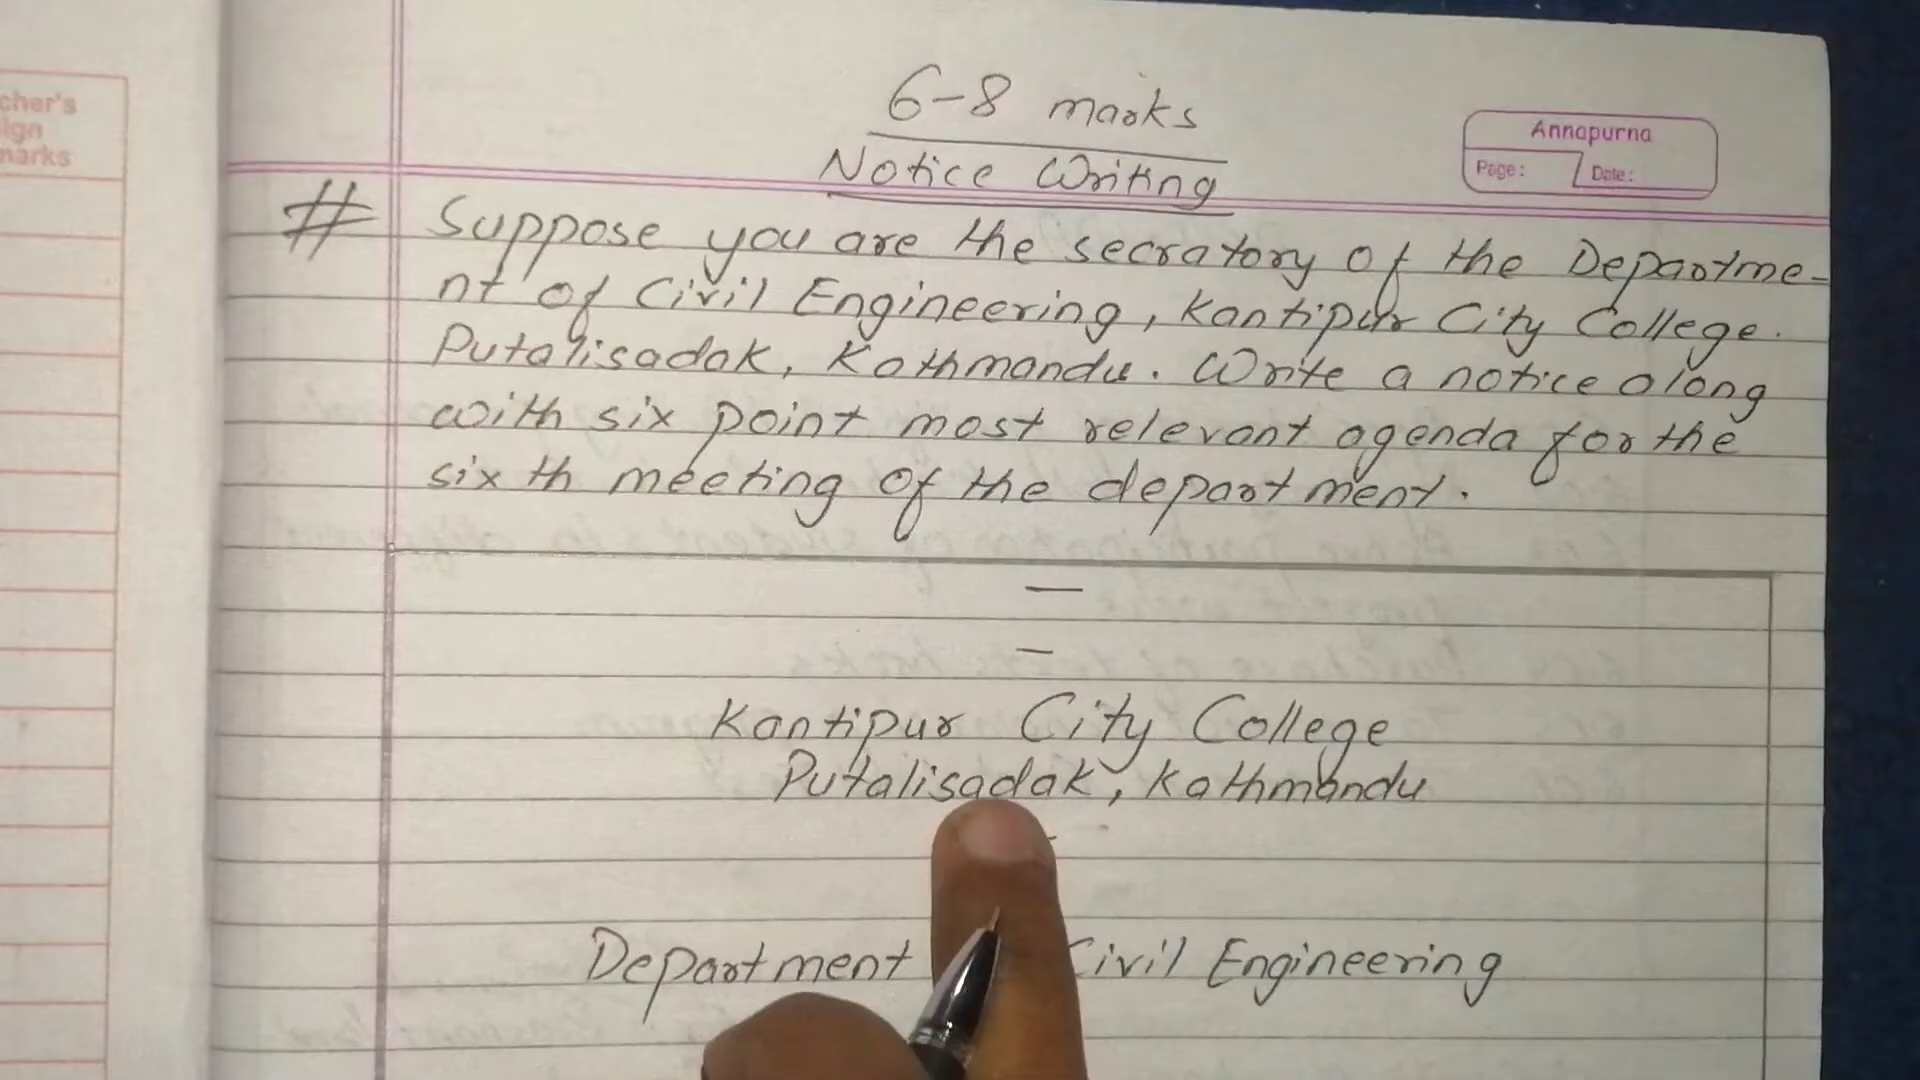 cher's
ign
marks
6-8 marks
Annapurna
Page: Date:
Notice Writing
# Suppose you are the secratory of the Departme-
nt of Civil Engineering, Kantipur City College.
Putalisadak, Kathmandu. Write a notice along
with six point most relevant agenda for the
sixth meeting of the department.
Kantipur City College
Putalisadak, Kathmandu
Department Civil Engineering